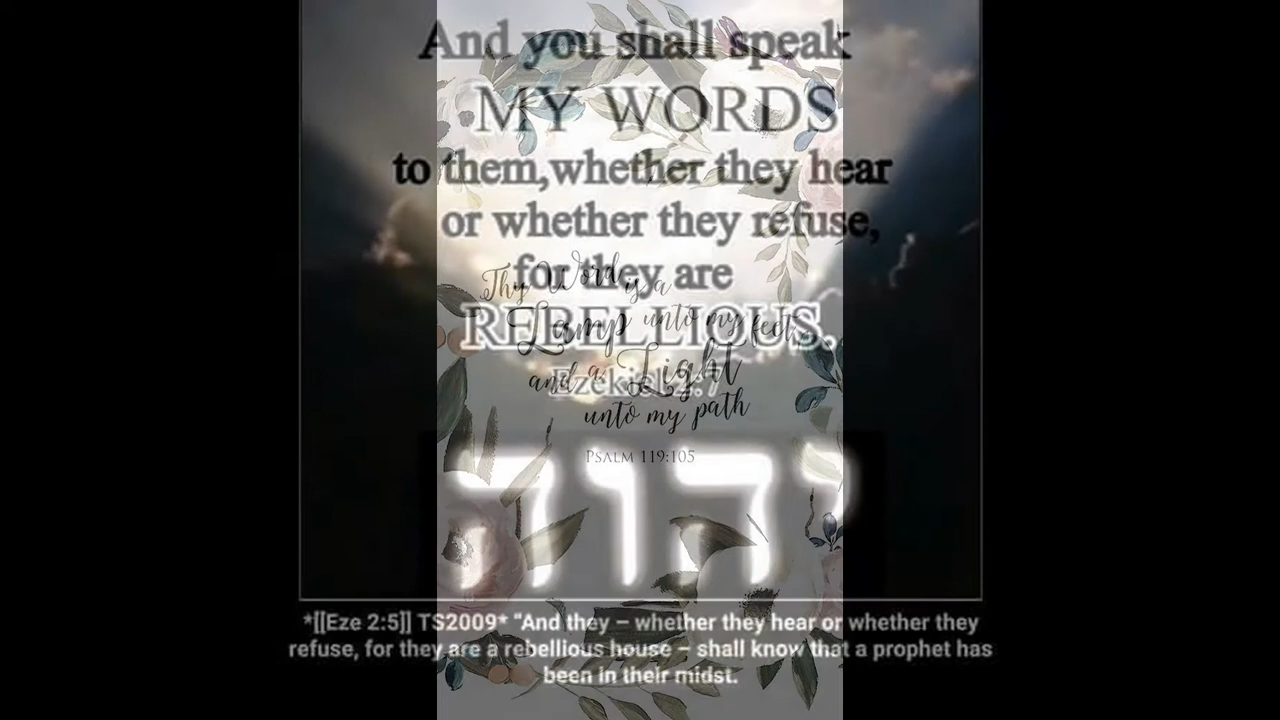 And you shall speak
MY WORDS
to them,whether they hear
or whether they refuse,
for they are
REBELLIOUS.
Ezekiel 2:7
Thy Word is a
Lamp unto my feet
and a Light
unto my path
PSALM 119:105
יהוה
*[[Eze 2:5]] TS2009* “And they – whether they hear or whether they
refuse, for they are a rebellious house – shall know that a prophet has
been in their midst.